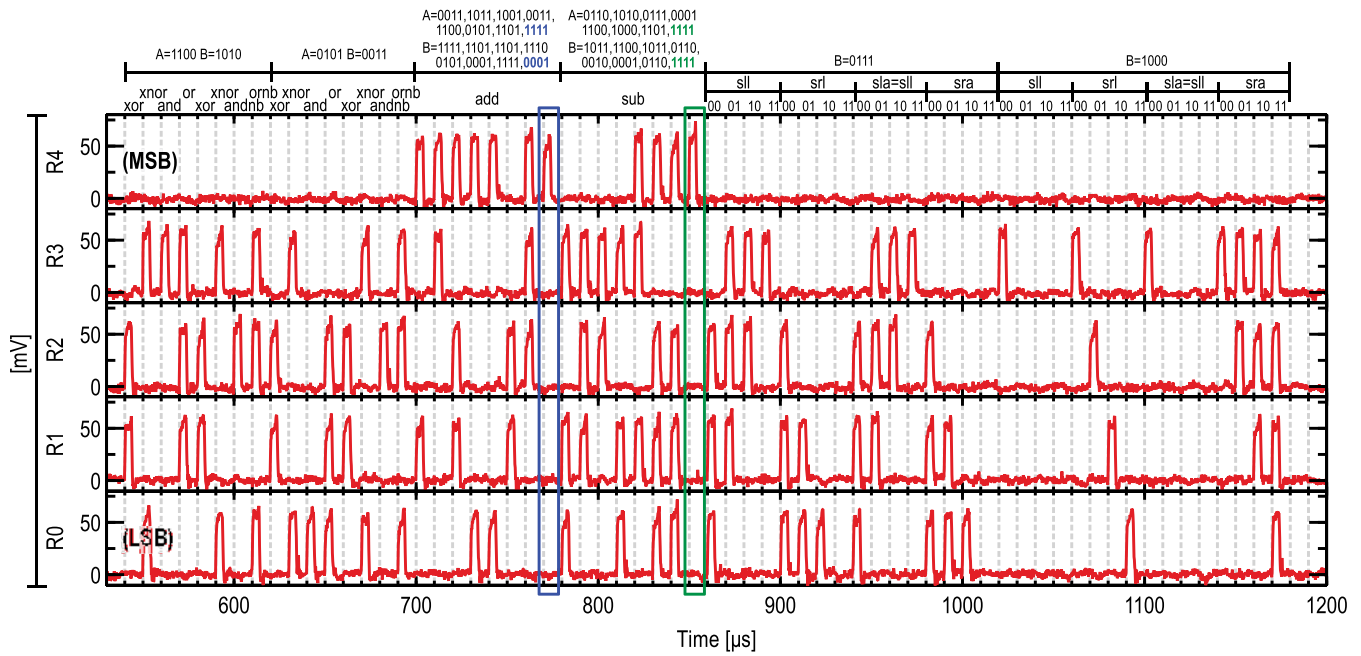 A=0011,1011,1001,0011,
1100,0101,1101,1111
B=1111,1101,1101,1110
0101,0001,1111,0001
A=0110,1010,0111,0001
1100,1000,1101,1111
B=1011,1100,1011,0110,
0010,0001,0110,1111
A=1100 B=1010
A=0101 B=0011
B=0111
B=1000
sll srl sla=sll sra sll srl sla=sll sra
xnor or xnor ornb xnor or xnor ornb
xor and xor andnb xor and xor andnb
add
sub
00 01 10 11 00 01 10 11 00 01 10 11 00 01 10 11 00 01 10 11 00 01 10 11 00 01 10 11 00 01 10 11
R4
50
0
(MSB)
R3
50
0
R2
50
0
R1
50
0
R0
50
0
(LSB)
[mV]
600 700 800 900 1000 1100 1200
Time [µs]